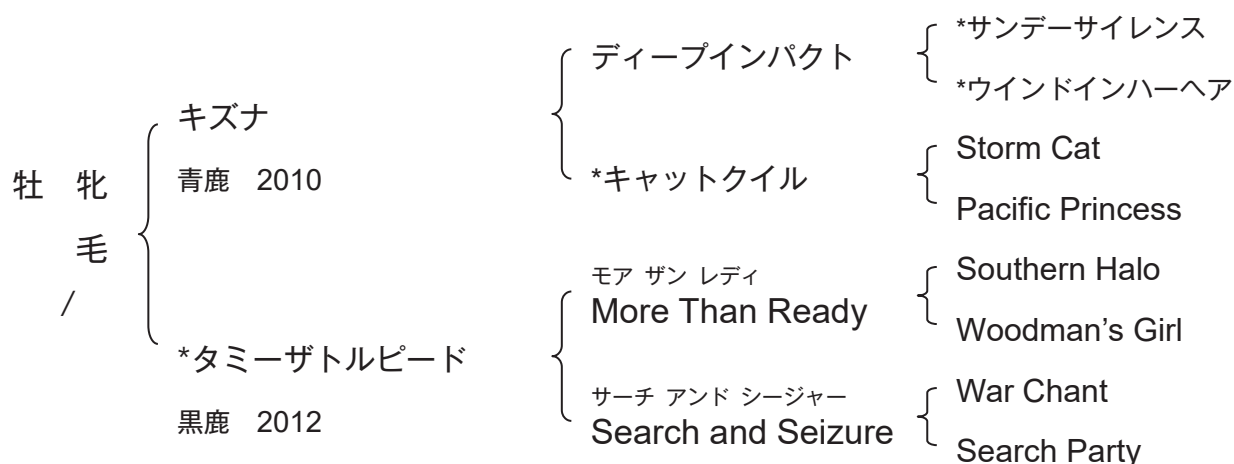 牡 牝
毛
/
キズナ
青鹿 2010
*タミーザトルピード
黒鹿 2012
ディープインパクト
*キャットクイル
モア ザン レディ
More Than Ready
サーチ アンド シージャー
Search and Seizure
*サンデーサイレンス
*ウインドインハーヘア
Storm Cat
Pacific Princess
Southern Halo
Woodman’s Girl
War Chant
Search Party